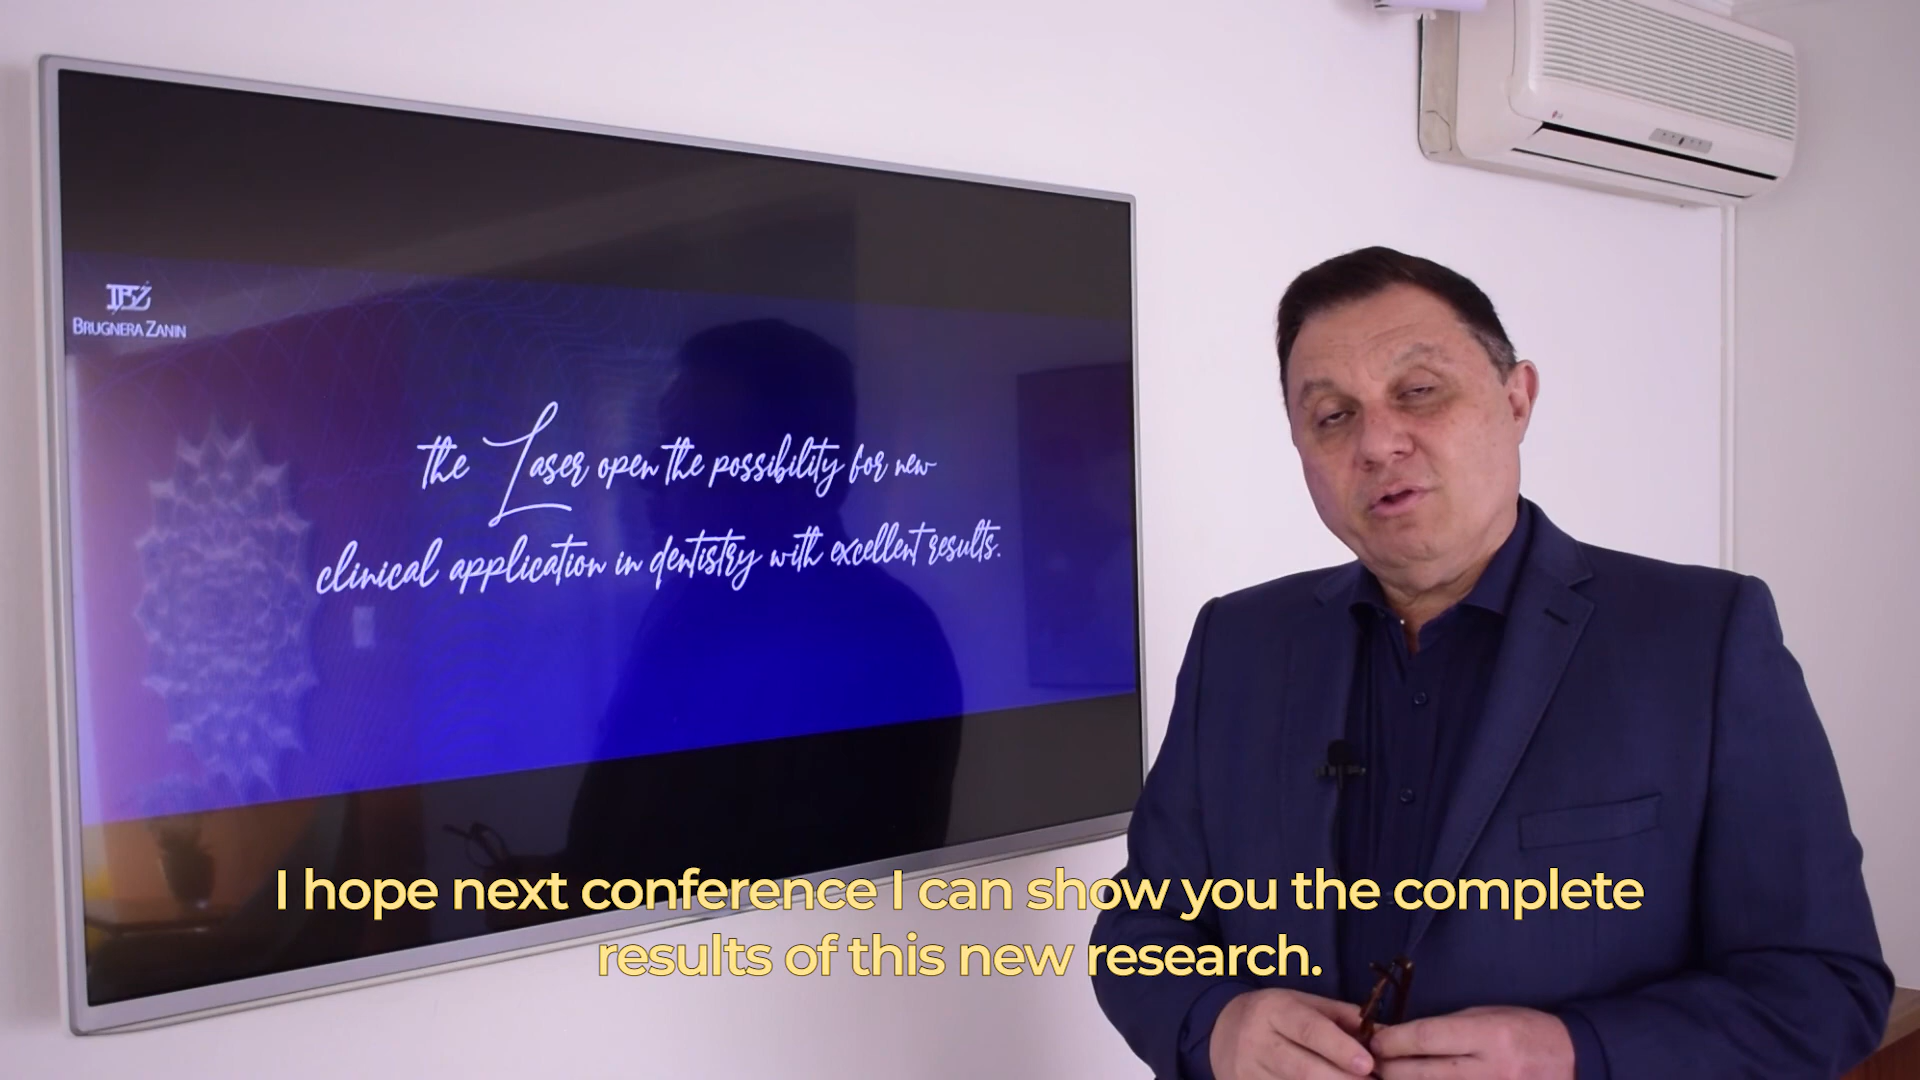 IBZ
BRUGNERA ZANIN
the Laser open the possibility for new
clinical application in dentistry with excellent results.
I hope next conference I can show you the complete
results of this new research.